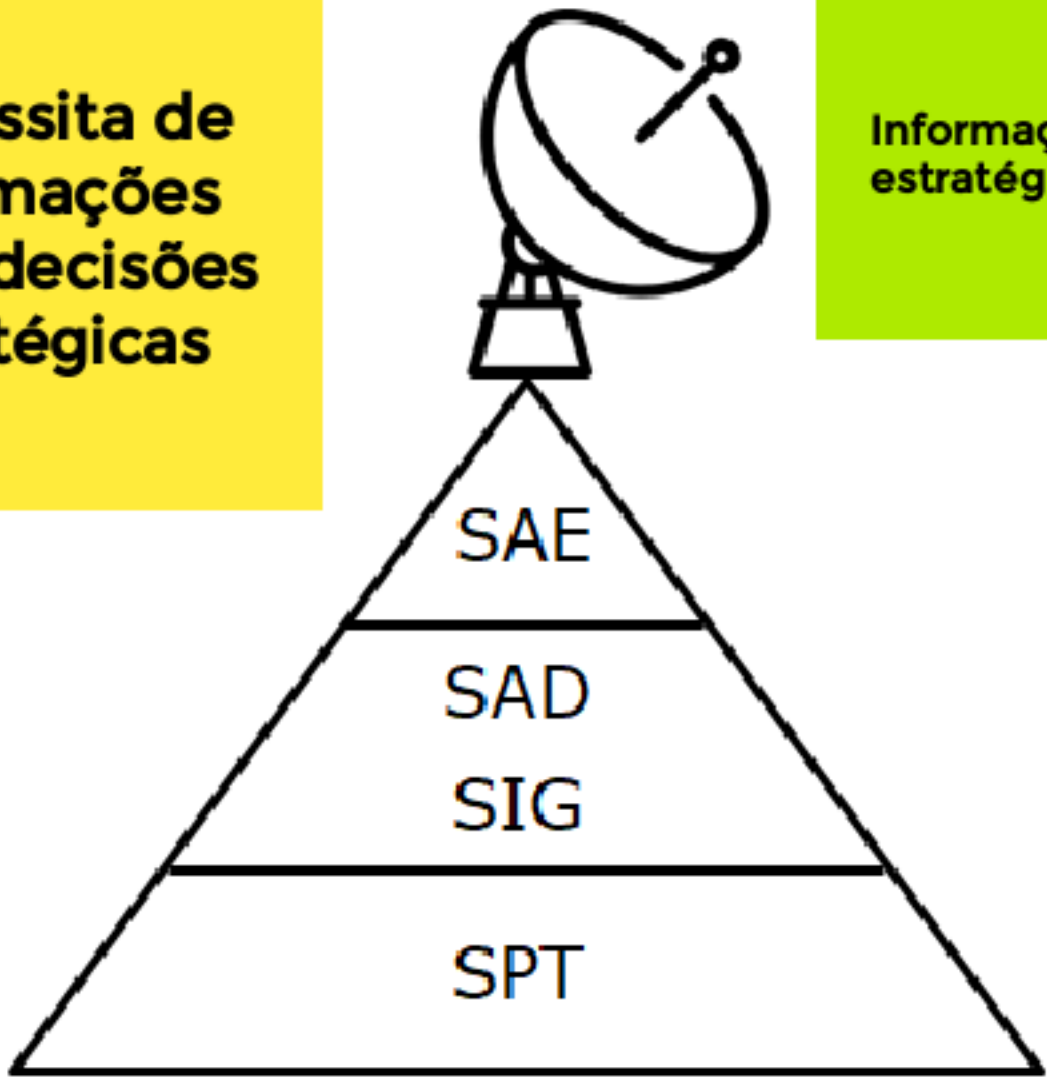 ssita de
mações
decisões
tégicas
Informaç
estratég
SAE
SAD
SIG
SPT